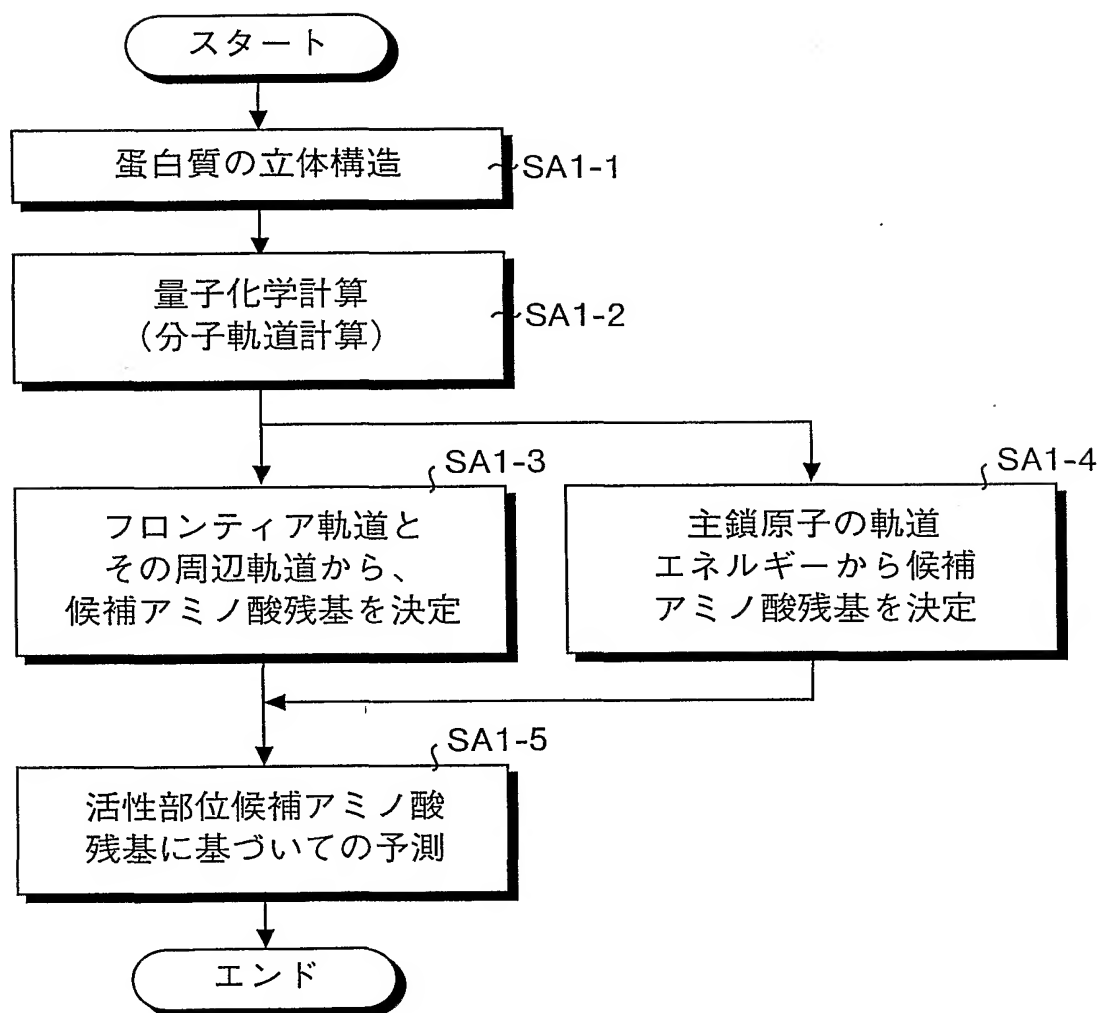 スタート
蛋白質の立体構造
SA1-1
量子化学計算
(分子軌道計算)
SA1-2
SA1-3
フロンティア軌道と
その周辺軌道から、
候補アミノ酸残基を決定
SA1-4
主鎖原子の軌道
エネルギーから候補
アミノ酸残基を決定
SA1-5
活性部位候補アミノ酸
残基に基づいての予測
エンド